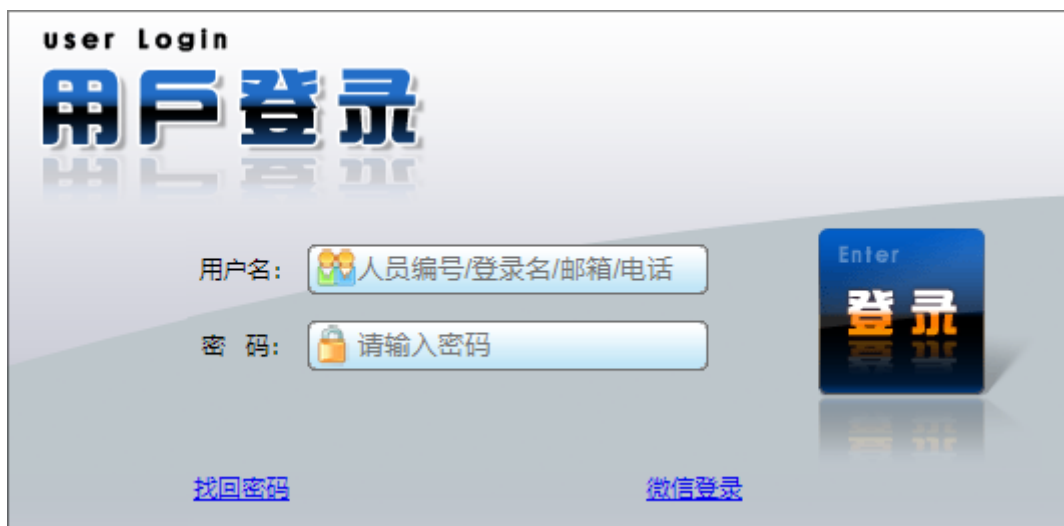 user Login
用戶登录
用户名：
人员编号/登录名/邮箱/电话
Enter
登录
密 码：
请输入密码
找回密码
微信登录